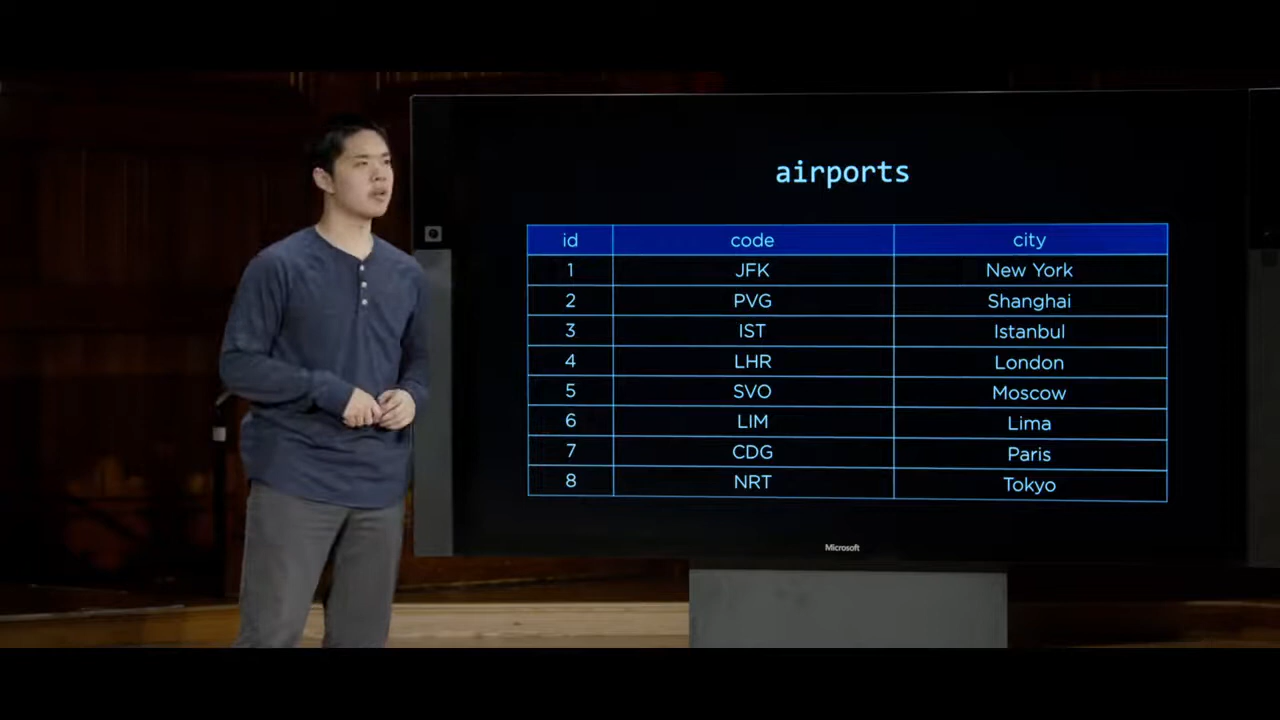 airports
id code city
1 JFK New York
2 PVG Shanghai
3 IST Istanbul
4 LHR London
5 SVO Moscow
6 LIM Lima
7 CDG Paris
8 NRT Tokyo
Microsoft